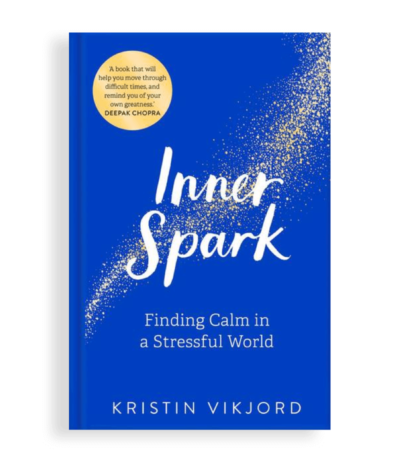 'A book that will
help you move through
difficult times, and
remind you of your
own greatness.'
DEEPAK CHOPRA
Inner
Spark
Finding Calm in
a Stressful World
KRISTIN VIKJORD